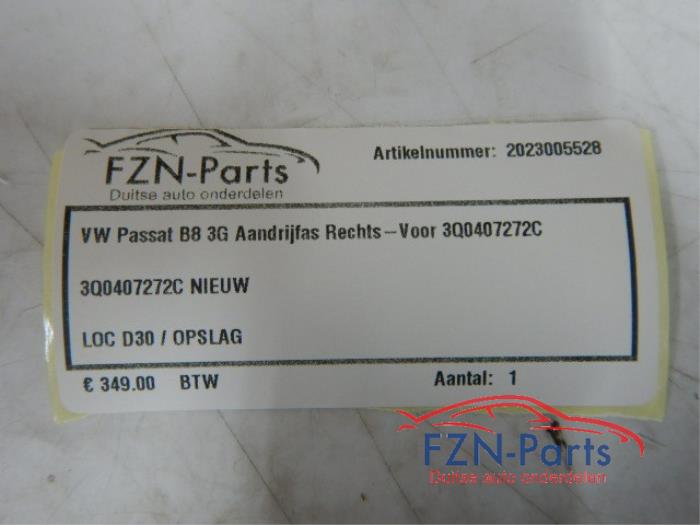 FZN-Parts
Duitse auto onderdelen
Artikelnummer: 2023005528
VW Passat B8 3G Aandrijfas Rechts-Voor 3Q0407272C
3Q0407272C NIEUW
LOC D30 / OPSLAG
€ 349.00 BTW
Aantal: 1
FZN-Parts
Duitse auto onderdelen